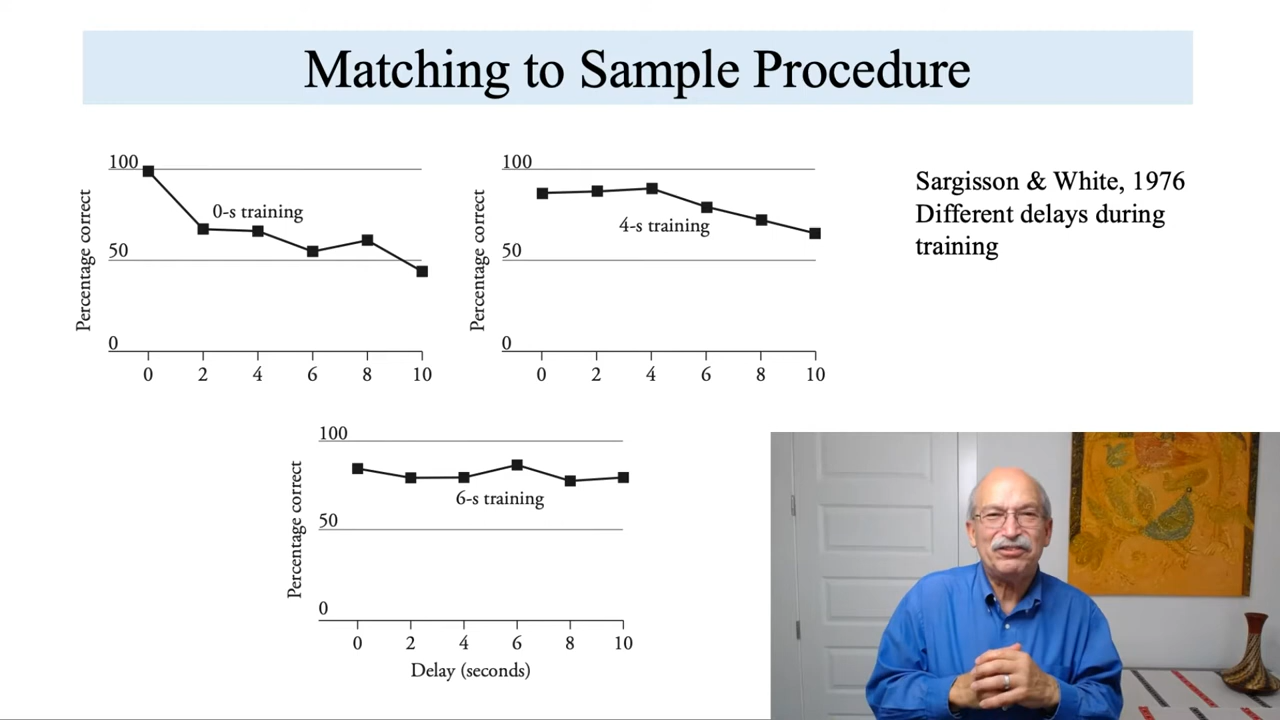 Matching to Sample Procedure
100
50
0
Percentage correct
0-s training
0 2 4 6 8 10
100
50
0
Percentage correct
4-s training
0 2 4 6 8 10
Sargisson & White, 1976
Different delays during
training
100
50
0
Percentage correct
6-s training
0 2 4 6 8 10
Delay (seconds)